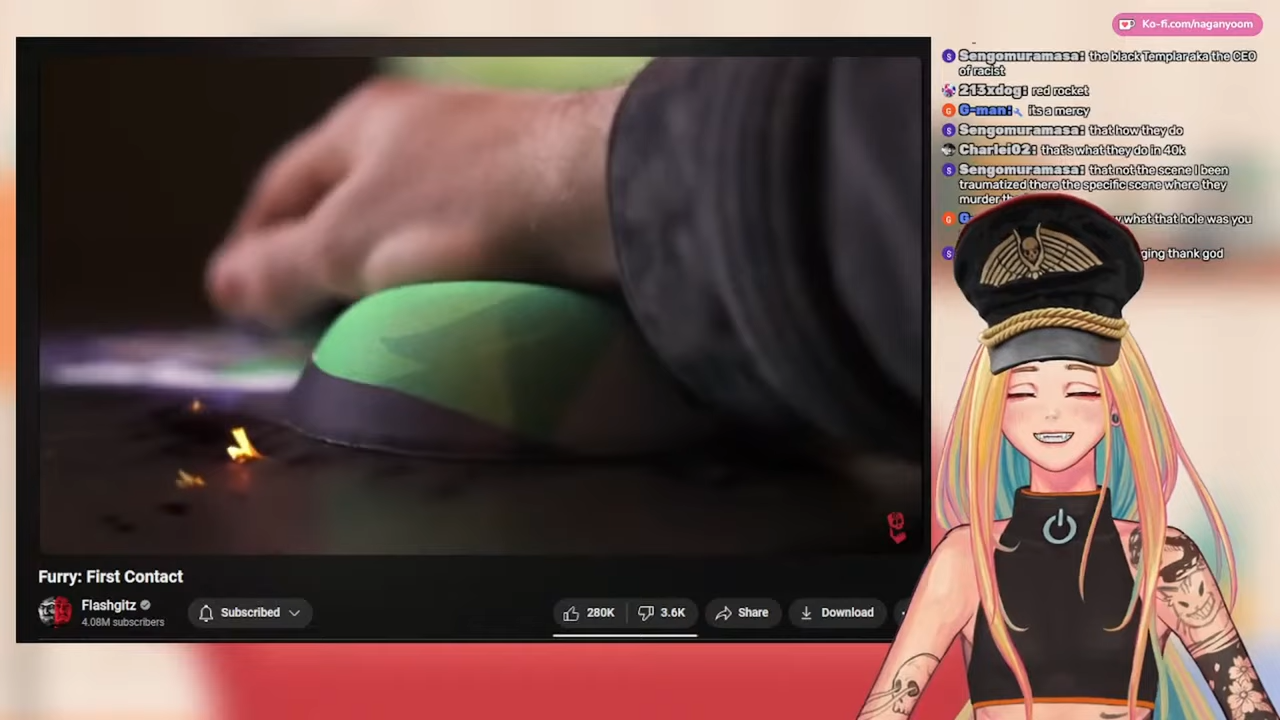 Ko-fi.com/naganyoom
Sengomuramasa: the black Templar aka the CEO
of racist
213xdog: red rocket
G-man: its a mercy
Sengomuramasa: that how they do
Charlei02: that's what they do in 40k
Sengomuramasa: that not the scene I been
traumatized there the specific scene where they
murder
what that hole was you
ging thank god
Furry: First Contact
Flashgitz
4.08M subscribers
Subscribed
280K
3.6K
Share
Download